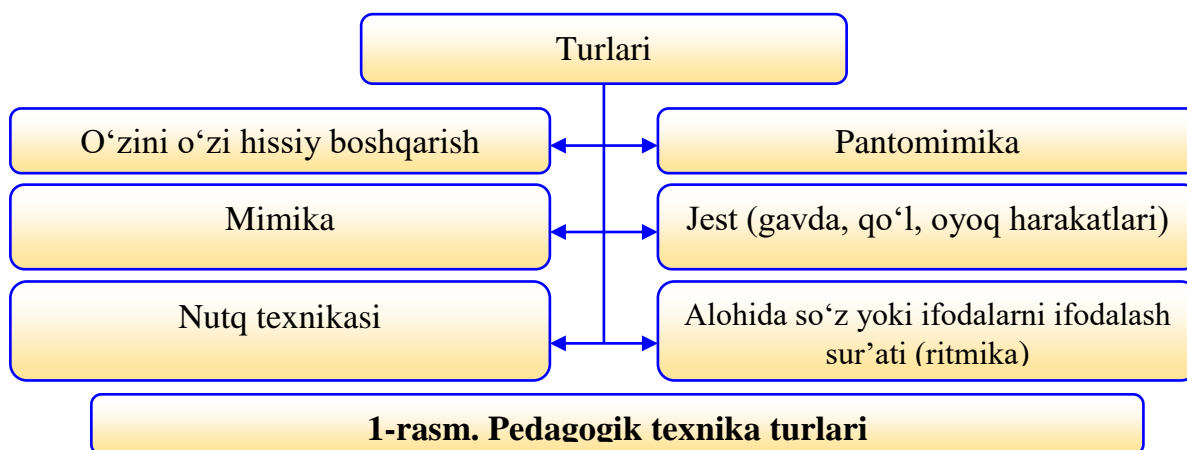 Turlari
O‘zini o‘zi hissiy boshqarish
Pantomimika
Mimika
Jest (gavda, qo‘l, oyoq harakatlari)
Nutq texnikasi
Alohida so‘z yoki ifodalarni ifodalash
sur’ati (ritmika)
1-rasm. Pedagogik texnika turlari